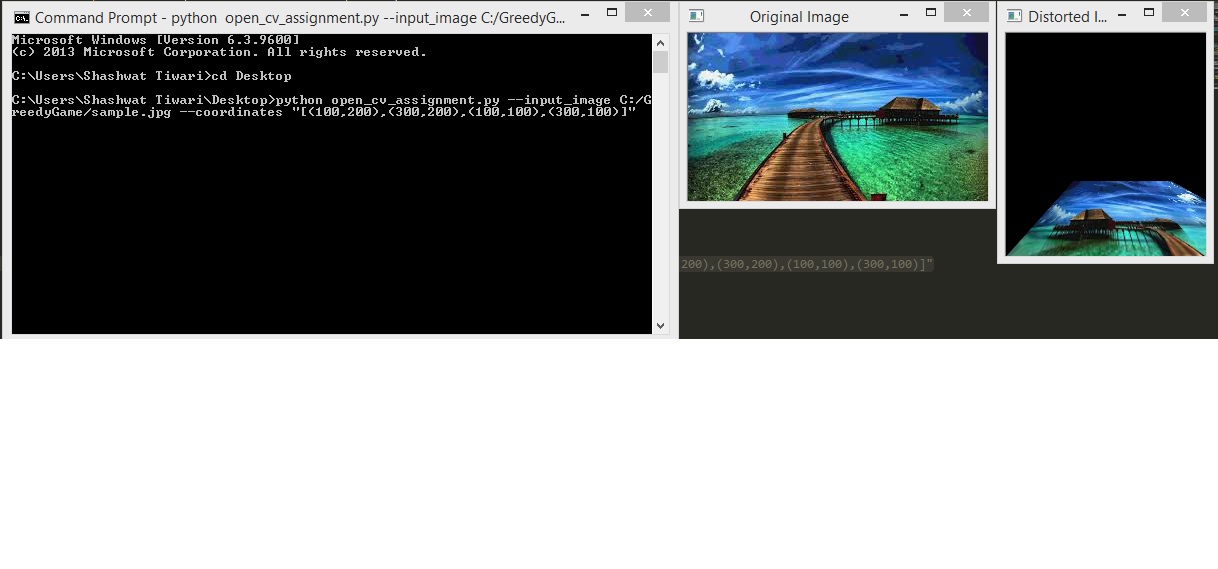 Command Prompt - python open_cv_assignment.py --input_image C:/GreedyG...
Microsoft Windows [Version 6.3.9600]
(c) 2013 Microsoft Corporation. All rights reserved.
C:\Users\Shashwat Tiwari>cd Desktop
C:\Users\Shashwat Tiwari\Desktop>python open_cv_assignment.py --input_image C:/G
reedyGame/sample.jpg --coordinates "[(100,200),(300,200),(100,100),(300,100)]"
Original Image
Distorted I...
200),(300,200),(100,100),(300,100)]"